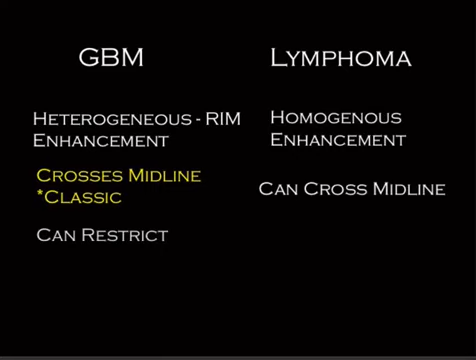 GBM
LYMPHOMA
HETEROGENEOUS - RIM
ENHANCEMENT
HOMOGENOUS
ENHANCEMENT
CROSSES MIDLINE
*CLASSIC
CAN CROSS MIDLINE
CAN RESTRICT